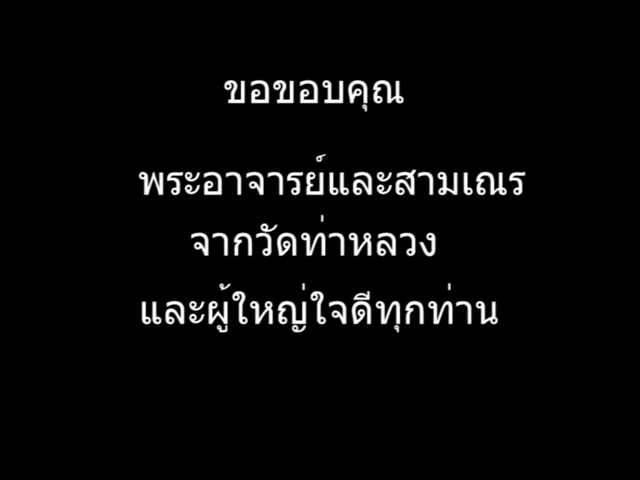 ขอขอบคุณ
พระอาจารย์และสามเณร
จากวัดท่าหลวง
และผู้ใหญ่ใจดีทุกท่าน